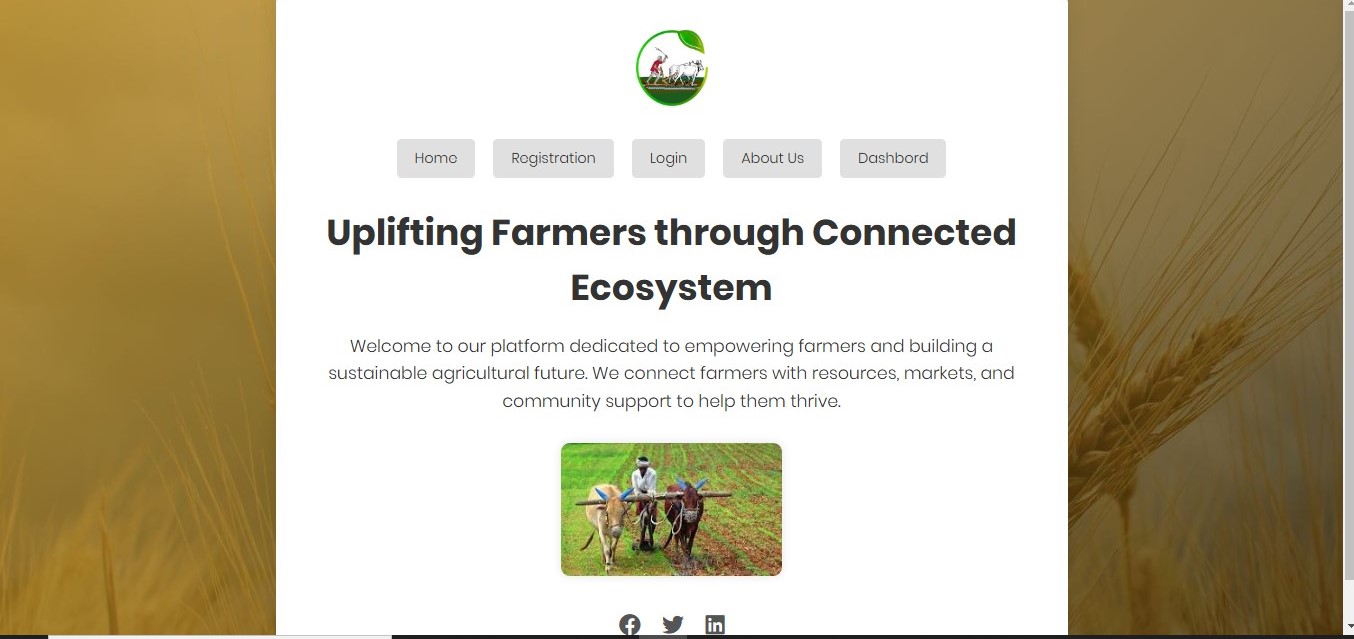 Home Registration Login About Us Dashbord
Uplifting Farmers through Connected
Ecosystem
Welcome to our platform dedicated to empowering farmers and building a
sustainable agricultural future. We connect farmers with resources, markets, and
community support to help them thrive.